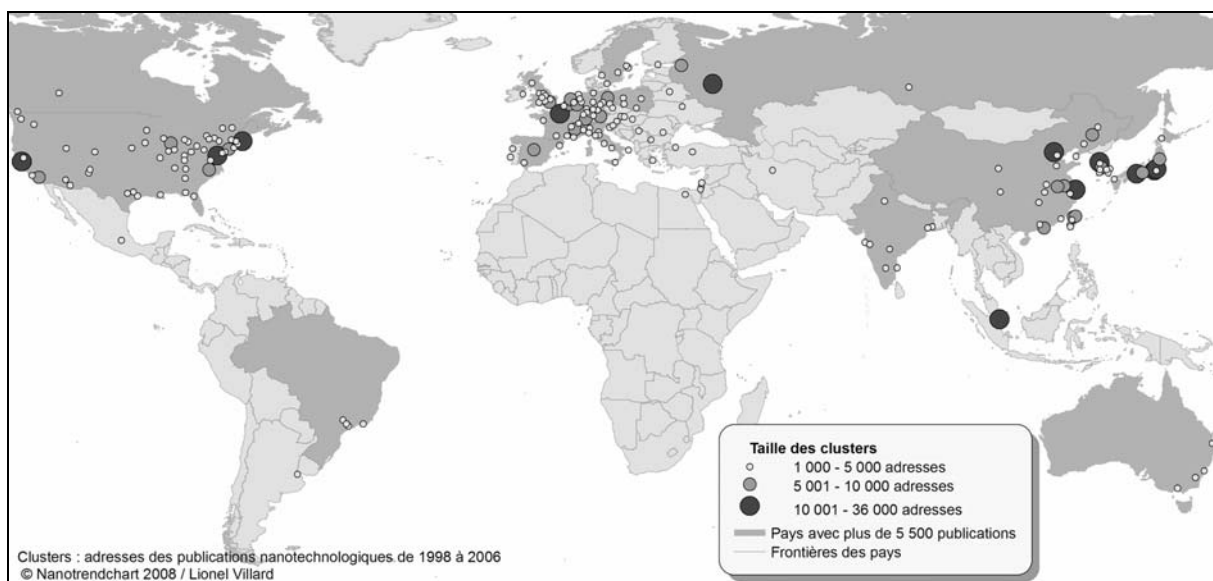 Taille des clusters
1 000 - 5 000 adresses
5 001 - 10 000 adresses
10 001 - 36 000 adresses
Pays avec plus de 5 500 publications
Frontières des pays
Clusters : adresses des publications nanotechnologiques de 1998 à 2006
© Nanotrendchart 2008 / Lionel Villard